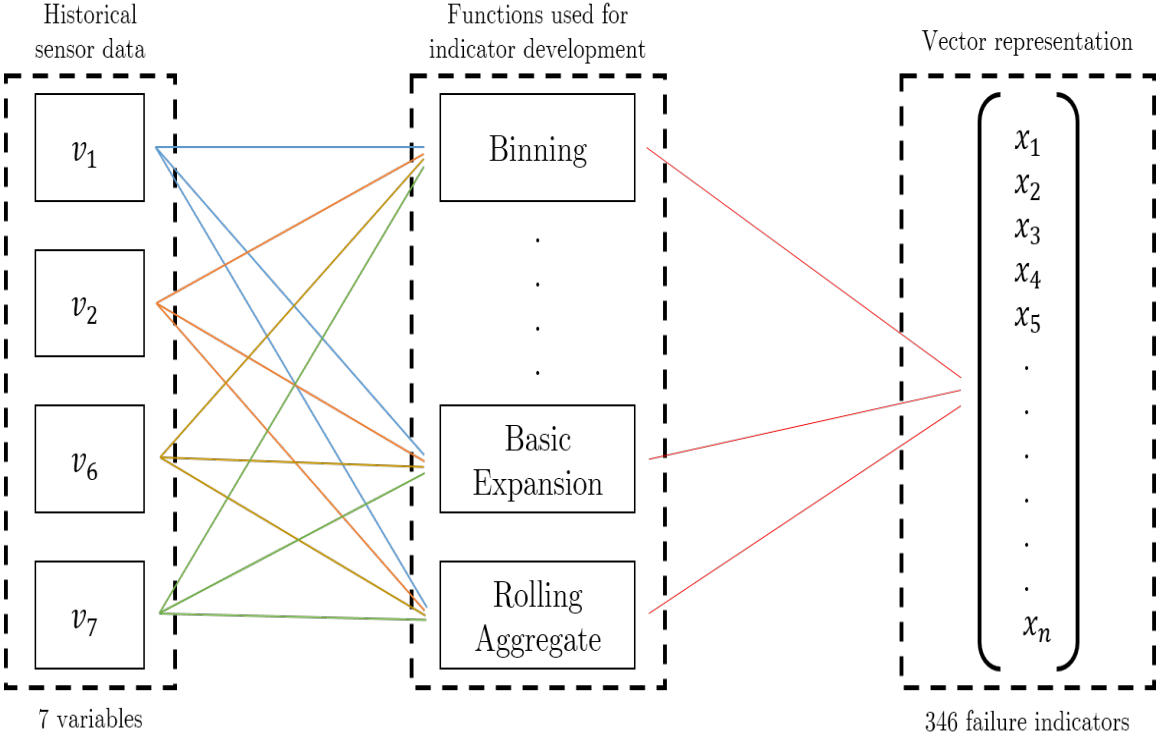 Historical
sensor data
Functions used for
indicator development
Vector representation
v₁
v₂
v₆
v₇
Binning
.
.
.
.
Basic
Expansion
Rolling
Aggregate
x₁
x₂
x₃
x₄
x₅
.
.
.
.
.
.
xₙ
7 variables
346 failure indicators